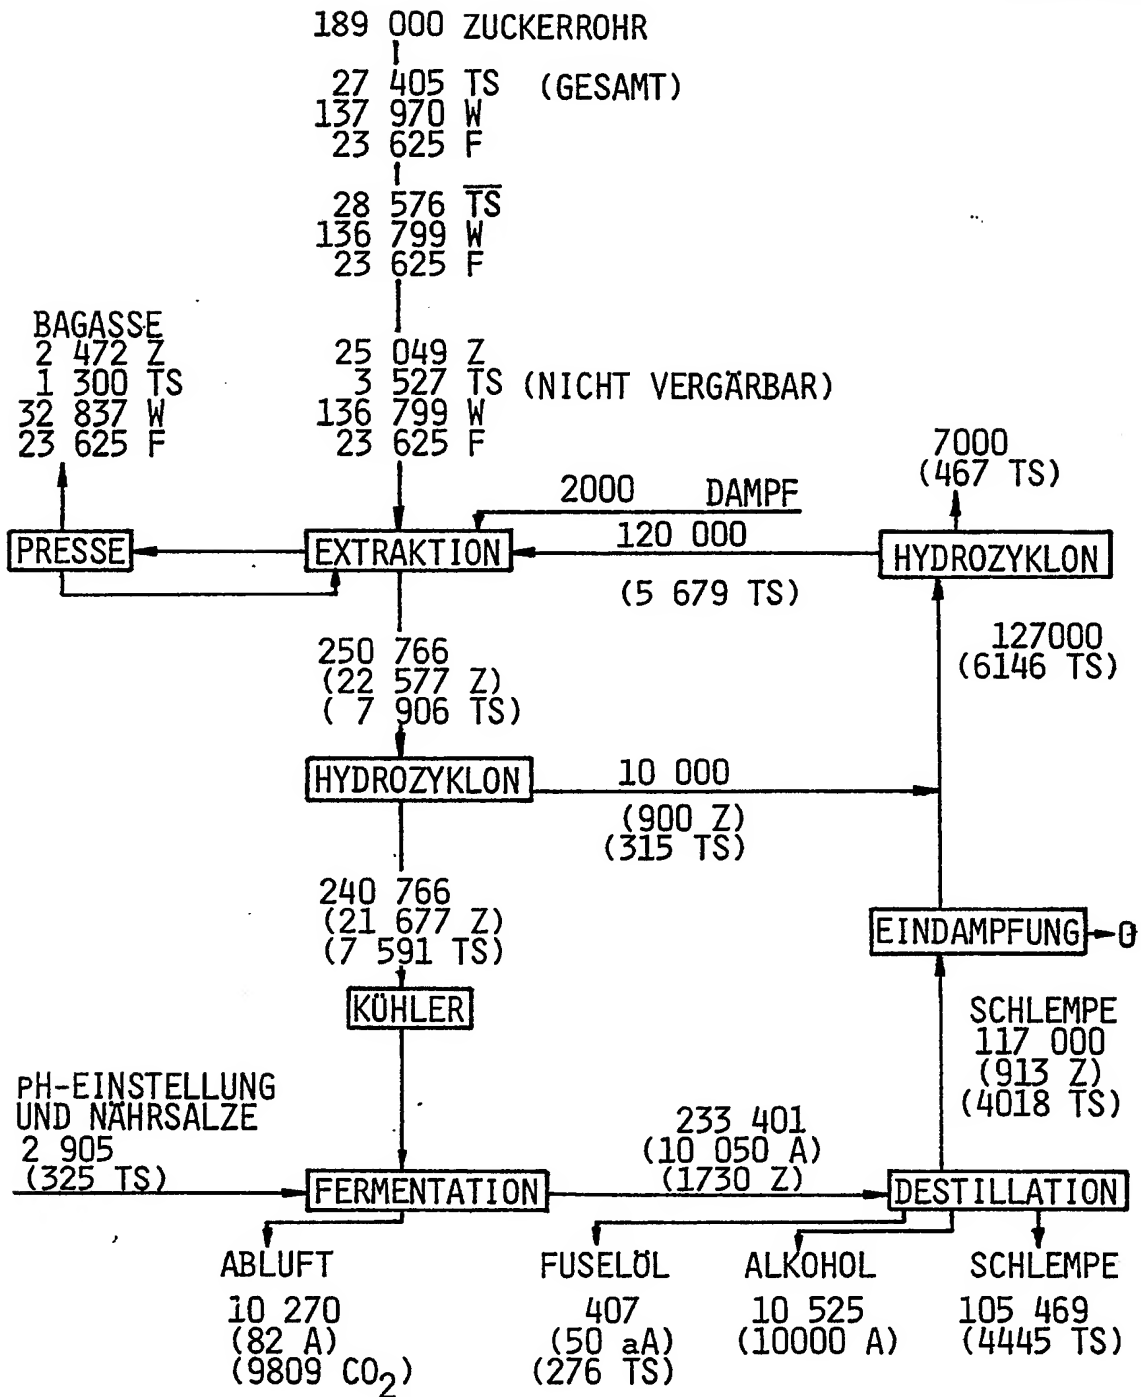 189 000 ZUCKERROHR
27 405 TS (GESAMT)
137 970 W
23 625 F
28 576 T̅S̅
136 799 W
23 625 F
BAGASSE
2 472 Z
1 300 TS
32 837 W
23 625 F
25 049 Z
3 527 TS (NICHT VERGÄRBAR)
136 799 W
23 625 F
7000
(467 TS)
2000 DAMPF
120 000
PRESSE
EXTRAKTION
HYDROZYKLON
(5 679 TS)
250 766
(22 577 Z)
( 7 906 TS)
127000
(6146 TS)
HYDROZYKLON
10 000
(900 Z)
(315 TS)
240 766
(21 677 Z)
(7 591 TS)
EINDAMPFUNG
0
KÜHLER
SCHLEMPE
117 000
(913 Z)
(4018 TS)
pH-EINSTELLUNG
UND NÄHRSALZE
2 905
(325 TS)
233 401
(10 050 A)
(1730 Z)
FERMENTATION
DESTILLATION
ABLUFT
10 270
(82 A)
(9809 CO₂)
FUSELÖL
407
(50 aA)
(276 TS)
ALKOHOL
10 525
(10000 A)
SCHLEMPE
105 469
(4445 TS)